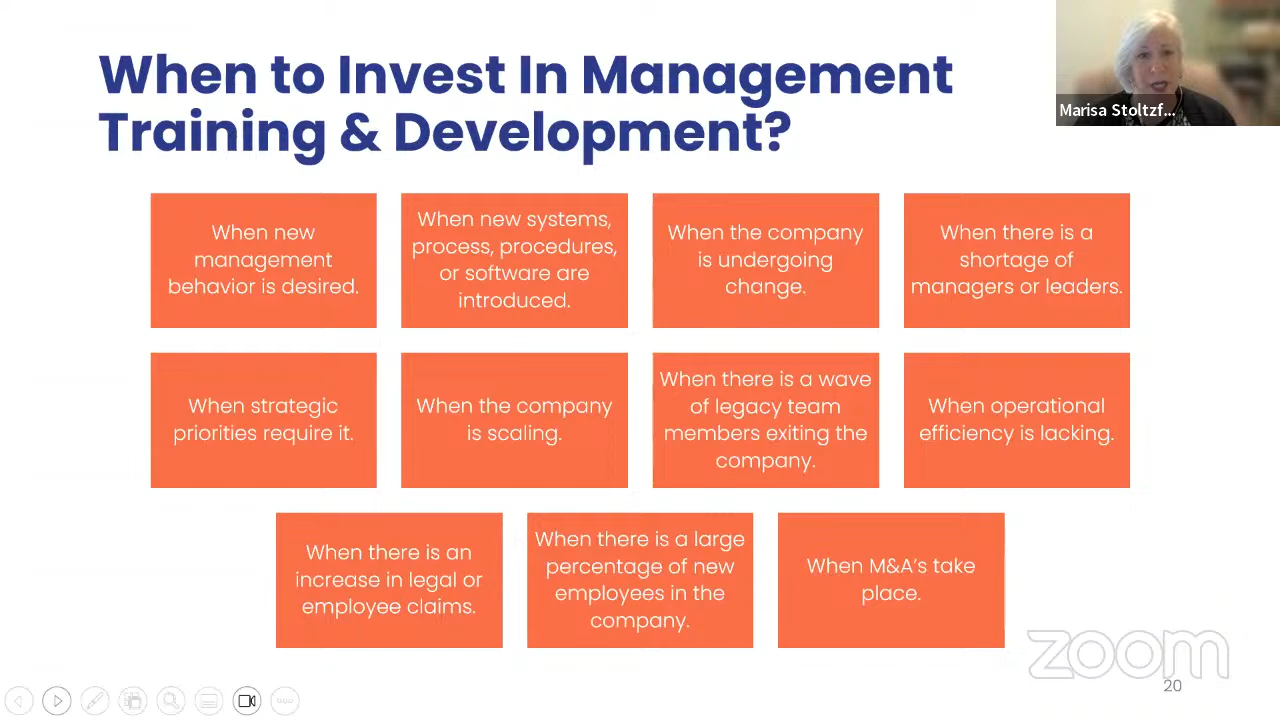 When to Invest In Management
Training & Development?
Marisa Stoltzf...
When new
management
behavior is desired.
When new systems,
process, procedures,
or software are
introduced.
When the company
is undergoing
change.
When there is a
shortage of
managers or leaders.
When strategic
priorities require it.
When the company
is scaling.
When there is a wave
of legacy team
members exiting the
company.
When operational
efficiency is lacking.
When there is an
increase in legal or
employee claims.
When there is a large
percentage of new
employees in the
company.
When M&A's take
place.
zoom
20